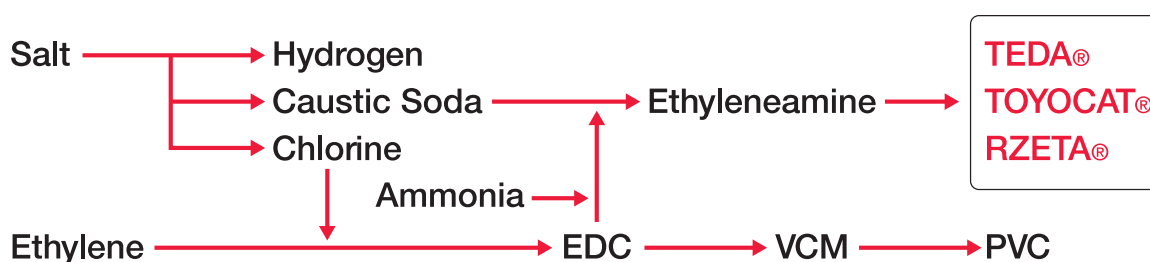 Salt
Hydrogen
TEDA®
Caustic Soda
Ethyleneamine
TOYOCAT®
Chlorine
RZETA®
Ammonia
Ethylene
EDC
VCM
PVC